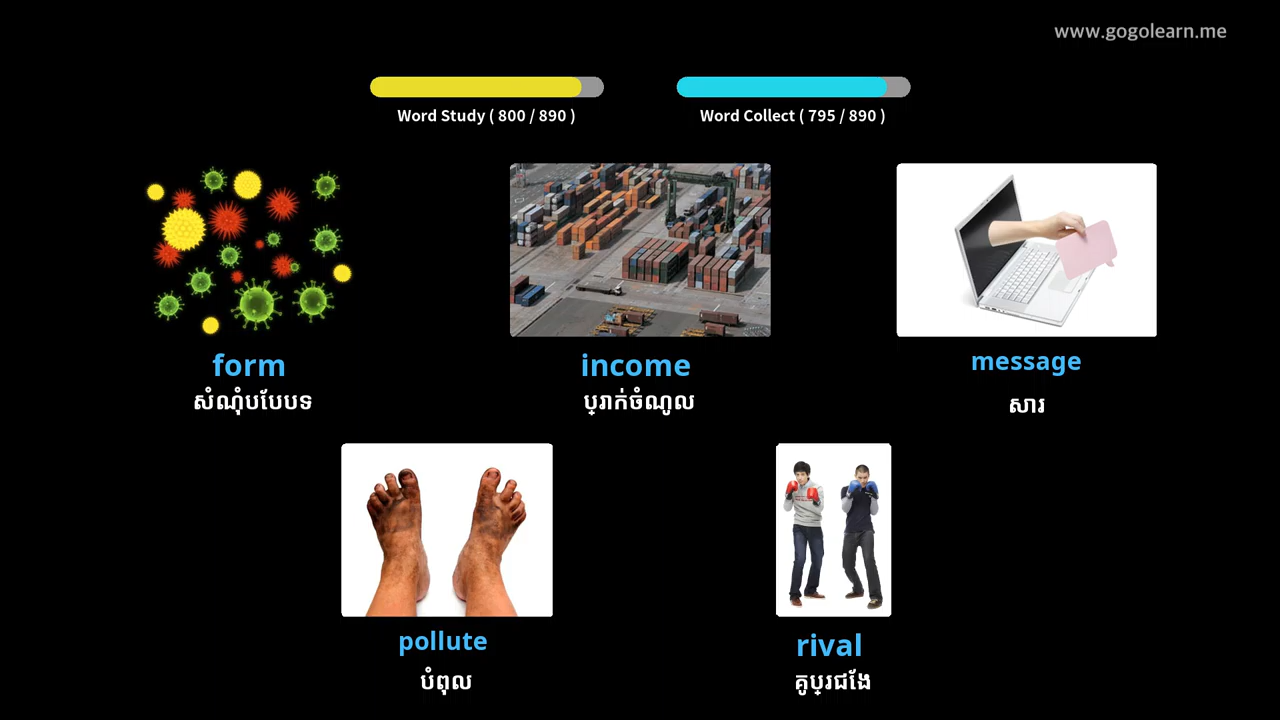 www.gogolearn.me
Word Study ( 800 / 890 )
Word Collect ( 795 / 890 )
form
សំណុំបបែបទ
income
ប្រាក់ចំណូល
message
សារ
pollute
បំពុល
rival
គូប្រជងែ